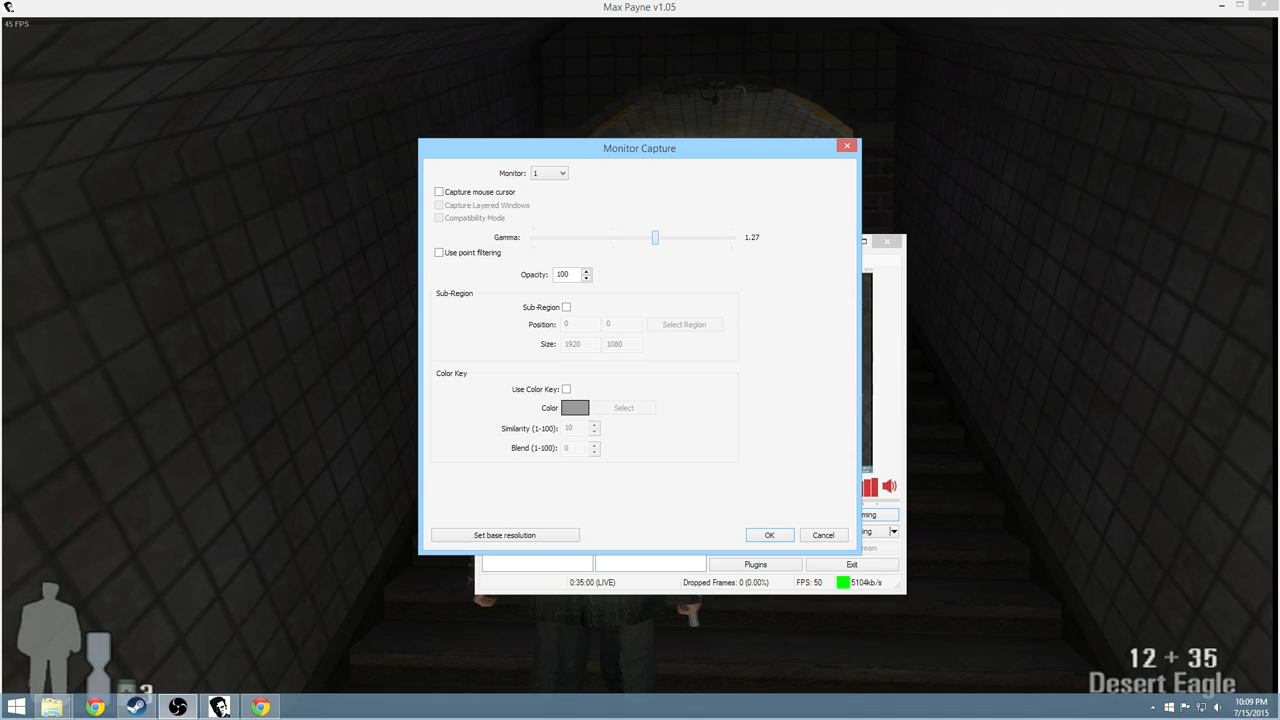 Max Payne v1.05
45 FPS
Monitor Capture
Monitor: 1
Capture mouse cursor
Capture Layered Windows
Compatibility Mode
Gamma: 1.27
Use point filtering
Opacity: 100
Sub-Region
Sub-Region
Position: 0 0 Select Region
Size: 1920 1080
Color Key
Use Color Key:
Color Select
Similarity (1-100): 10
Blend (1-100): 0
ming
ing
ream
Set base resolution OK Cancel
Plugins Exit
0:35:00 (LIVE) Dropped Frames: 0 (0.00%) FPS: 50 5104kb/s
12 + 35
Desert Eagle
3
10:09 PM
7/15/2015